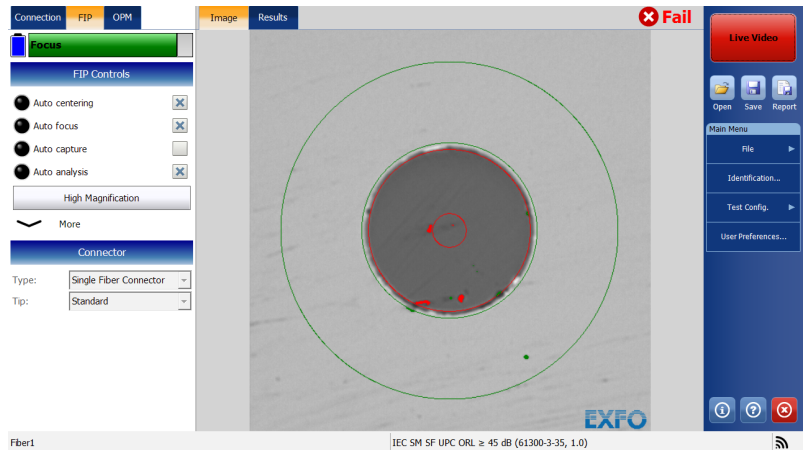 Connection FIP OPM Image Results Fail
Focus
FIP Controls
Auto centering
Auto focus
Auto capture
Auto analysis
High Magnification
More
Connector
Type: Single Fiber Connector
Tip: Standard
EXFO
Live Video
Open Save Report
Main Menu
File
Identification...
Test Config.
User Preferences...
Fiber1 IEC SM SF UPC ORL ≥ 45 dB (61300-3-35, 1.0)